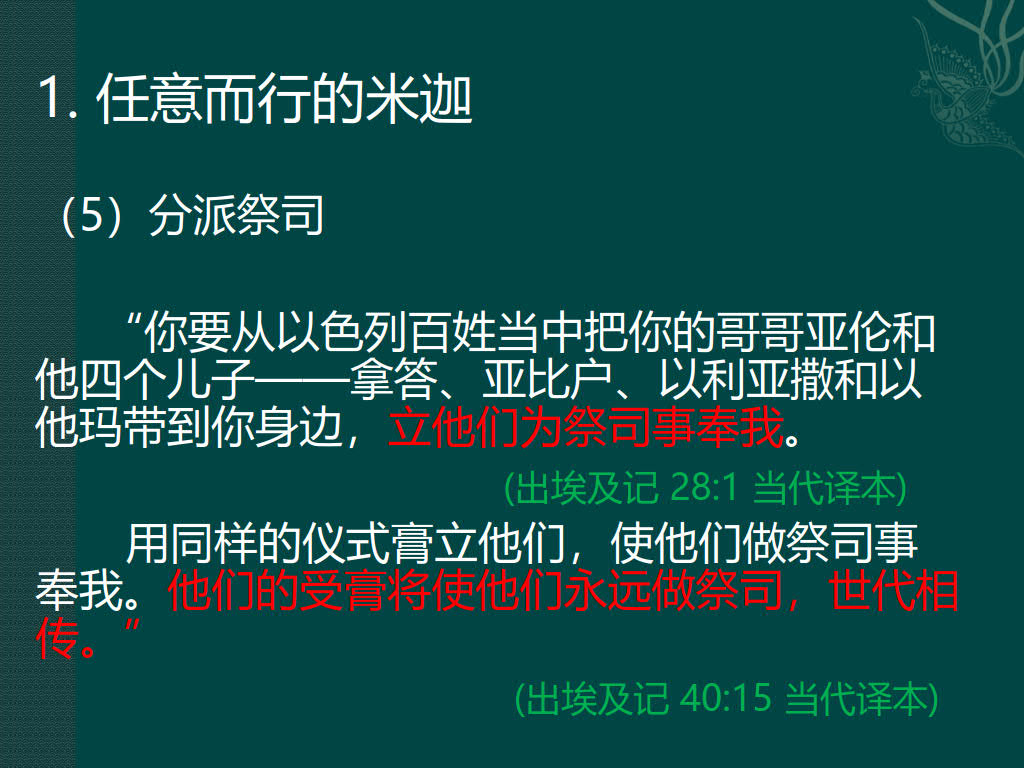 1. 任意而行的米迦
（5）分派祭司
“你要从以色列百姓当中把你的哥哥亚伦和
他四个儿子——拿答、亚比户、以利亚撒和以
他玛带到你身边，立他们为祭司事奉我。
(出埃及记 28:1 当代译本)
用同样的仪式膏立他们，使他们做祭司事
奉我。他们的受膏将使他们永远做祭司，世代相
传。”
(出埃及记 40:15 当代译本)